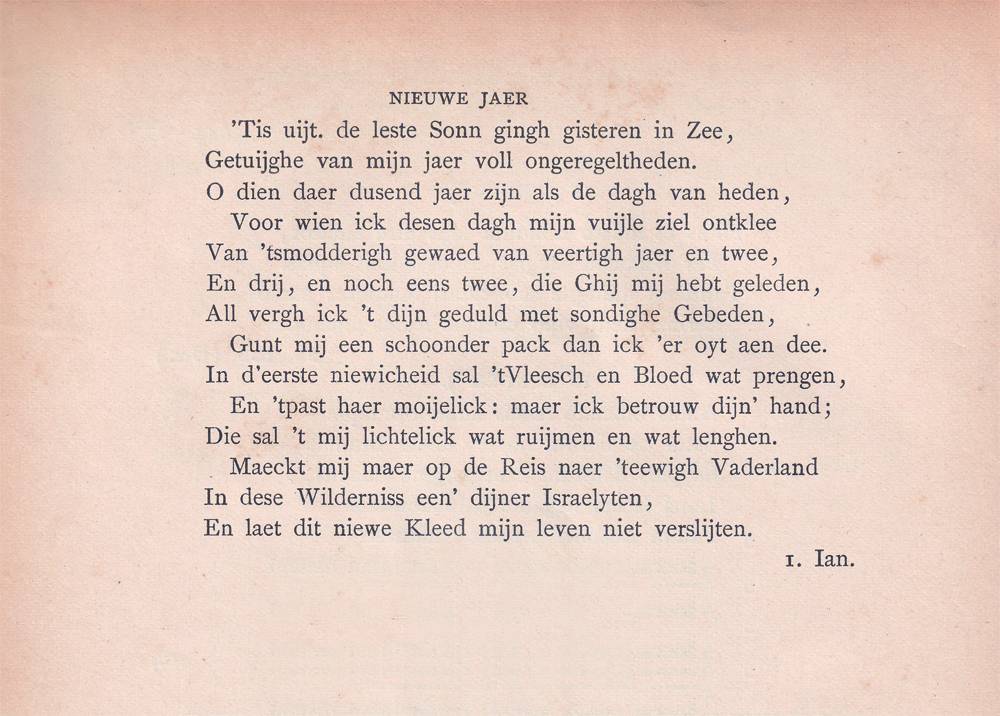 NIEUWE JAER
’Tis uijt. de leste Sonn gingh gisteren in Zee,
Getuijghe van mijn jaer voll ongeregeltheden.
O dien daer dusend jaer zijn als de dagh van heden,
Voor wien ick desen dagh mijn vuijle ziel ontklee
Van ’tsmodderigh gewaed van veertigh jaer en twee,
En drij, en noch eens twee, die Ghij mij hebt geleden,
All vergh ick ’t dijn geduld met sondighe Gebeden,
Gunt mij een schoonder pack dan ick ’er oyt aen dee.
In d’eerste niewicheid sal ’tVleesch en Bloed wat prengen,
En ’tpast haer moijelick: maer ick betrouw dijn’ hand;
Die sal ’t mij lichtelick wat ruijmen en wat lenghen.
Maeckt mij maer op de Reis naer ’teewigh Vaderland
In dese Wilderniss een’ dijner Israelyten,
En laet dit niewe Kleed mijn leven niet verslijten.
1. Ian.